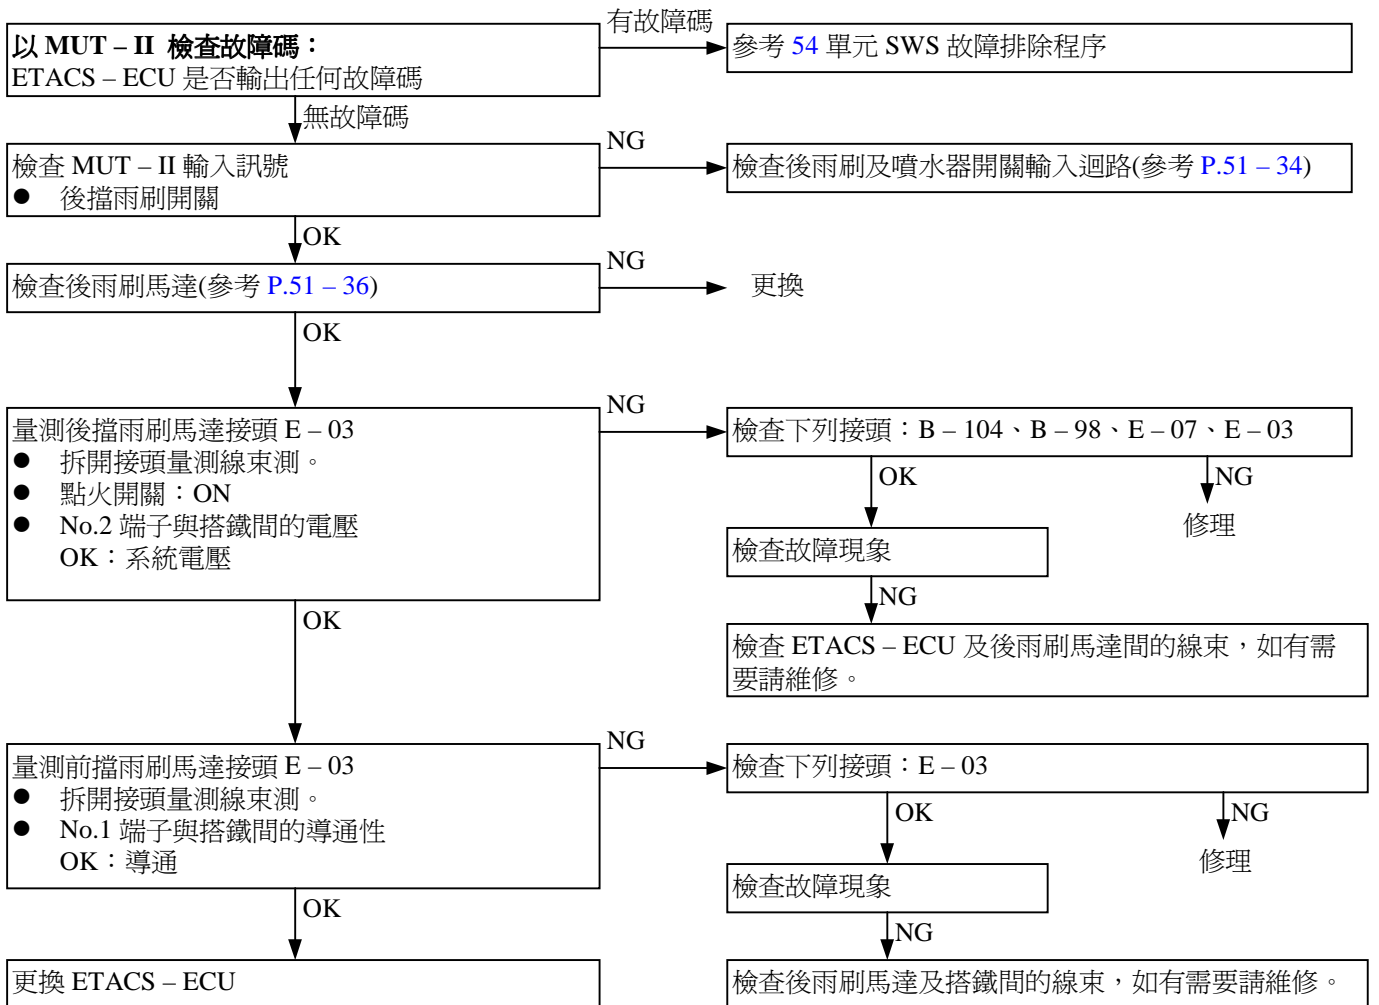 有故障碼
以 MUT – II 檢查故障碼：
ETACS – ECU 是否輸出任何故障碼
參考 54 單元 SWS 故障排除程序
無故障碼
NG
檢查 MUT – II 輸入訊號
● 後擋雨刷開關
檢查後雨刷及噴水器開關輸入迴路(參考 P.51 – 34)
OK
NG
檢查後雨刷馬達(參考 P.51 – 36)
更換
OK
NG
量測後擋雨刷馬達接頭 E – 03
● 拆開接頭量測線束測。
● 點火開關：ON
● No.2 端子與搭鐵間的電壓
OK：系統電壓
檢查下列接頭：B – 104、B – 98、E – 07、E – 03
OK
NG
修理
檢查故障現象
NG
檢查 ETACS – ECU 及後雨刷馬達間的線束，如有需
要請維修。
OK
NG
量測前擋雨刷馬達接頭 E – 03
● 拆開接頭量測線束測。
● No.1 端子與搭鐵間的導通性
OK：導通
檢查下列接頭：E – 03
OK
NG
修理
檢查故障現象
OK
NG
更換 ETACS – ECU
檢查後雨刷馬達及搭鐵間的線束，如有需要請維修。